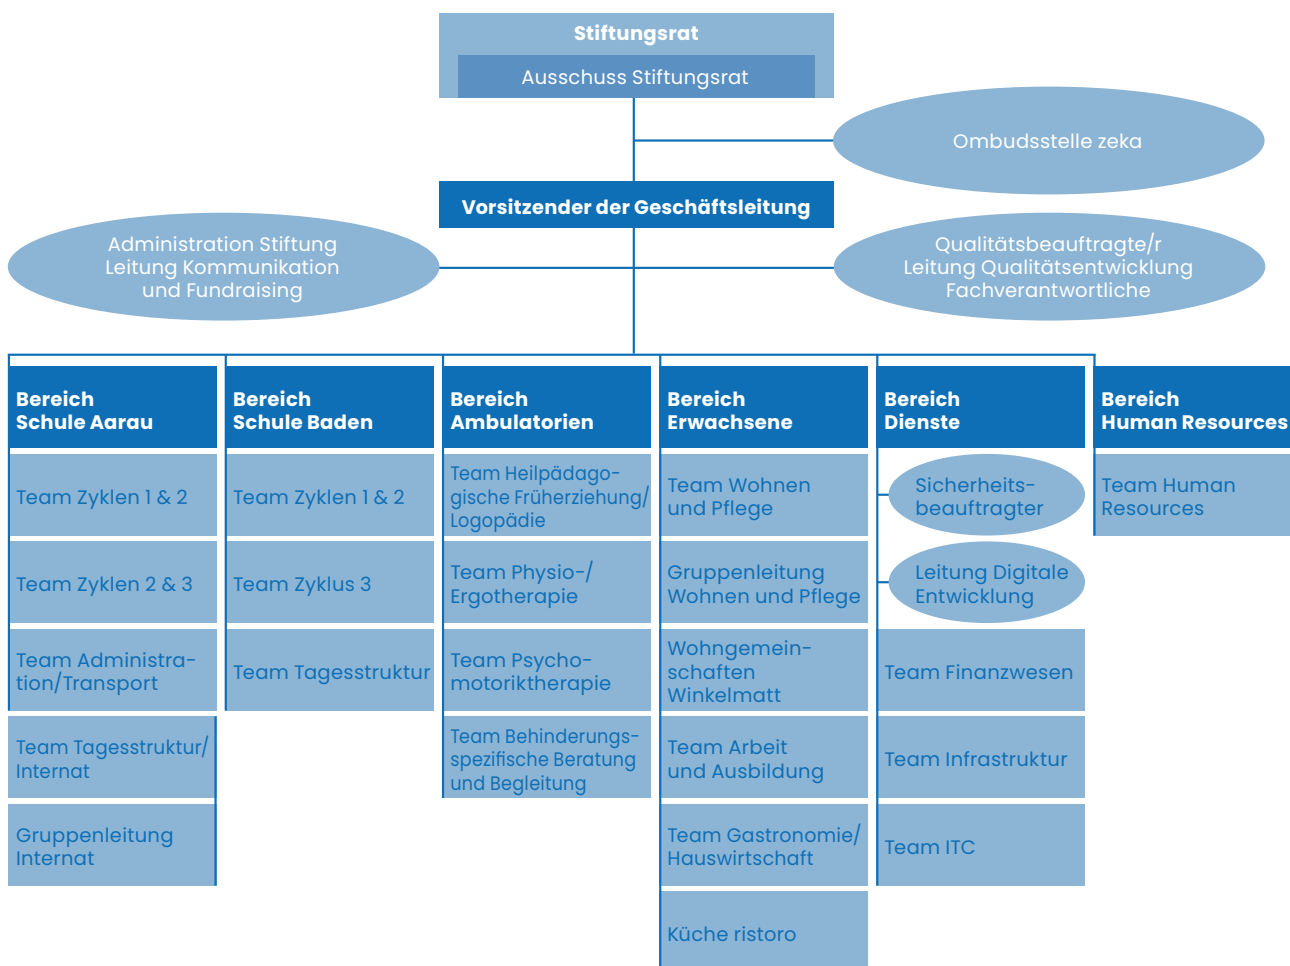 Stiftungsrat
Ausschuss Stiftungsrat
Ombudsstelle zeka
Vorsitzender der Geschäftsleitung
Administration Stiftung
Leitung Kommunikation
und Fundraising
Qualitätsbeauftragte/r
Leitung Qualitätsentwicklung
Fachverantwortliche
Bereich
Schule Aarau
Team Zyklen 1 & 2
Team Zyklen 2 & 3
Team Administra-
tion/Transport
Team Tagesstruktur/
Internat
Gruppenleitung
Internat
Bereich
Schule Baden
Team Zyklen 1 & 2
Team Zyklus 3
Team Tagesstruktur
Bereich
Ambulatorien
Team Heilpädago-
gische Früherziehung/
Logopädie
Team Physio-/
Ergotherapie
Team Psycho-
motoriktherapie
Team Behinderungs-
spezifische Beratung
und Begleitung
Bereich
Erwachsene
Team Wohnen
und Pflege
Gruppenleitung
Wohnen und Pflege
Wohngemein-
schaften
Winkelmatt
Team Arbeit
und Ausbildung
Team Gastronomie/
Hauswirtschaft
Küche ristoro
Bereich
Dienste
Sicherheits-
beauftragter
Leitung Digitale
Entwicklung
Team Finanzwesen
Team Infrastruktur
Team ITC
Bereich
Human Resources
Team Human
Resources